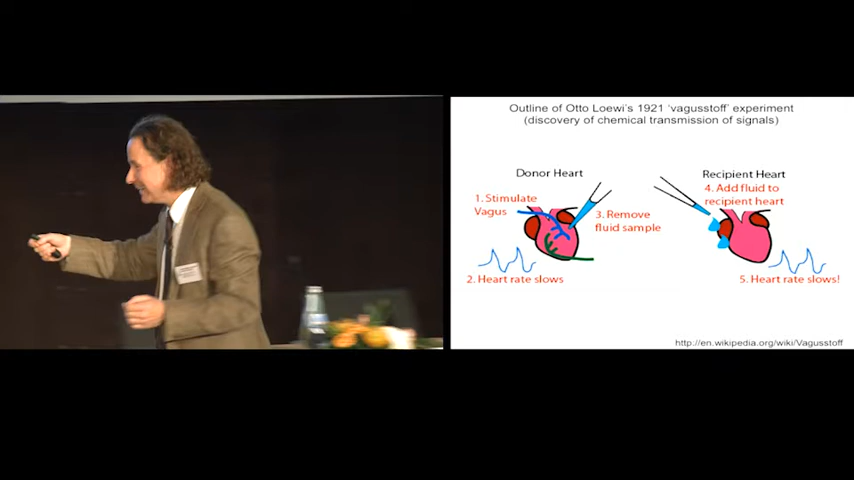 Outline of Otto Loewi's 1921 'vagusstoff' experiment
(discovery of chemical transmission of signals)
Donor Heart
1. Stimulate
Vagus
3. Remove
fluid sample
2. Heart rate slows
Recipient Heart
4. Add fluid to
recipient heart
5. Heart rate slows!
http://en.wikipedia.org/wiki/Vagusstoff